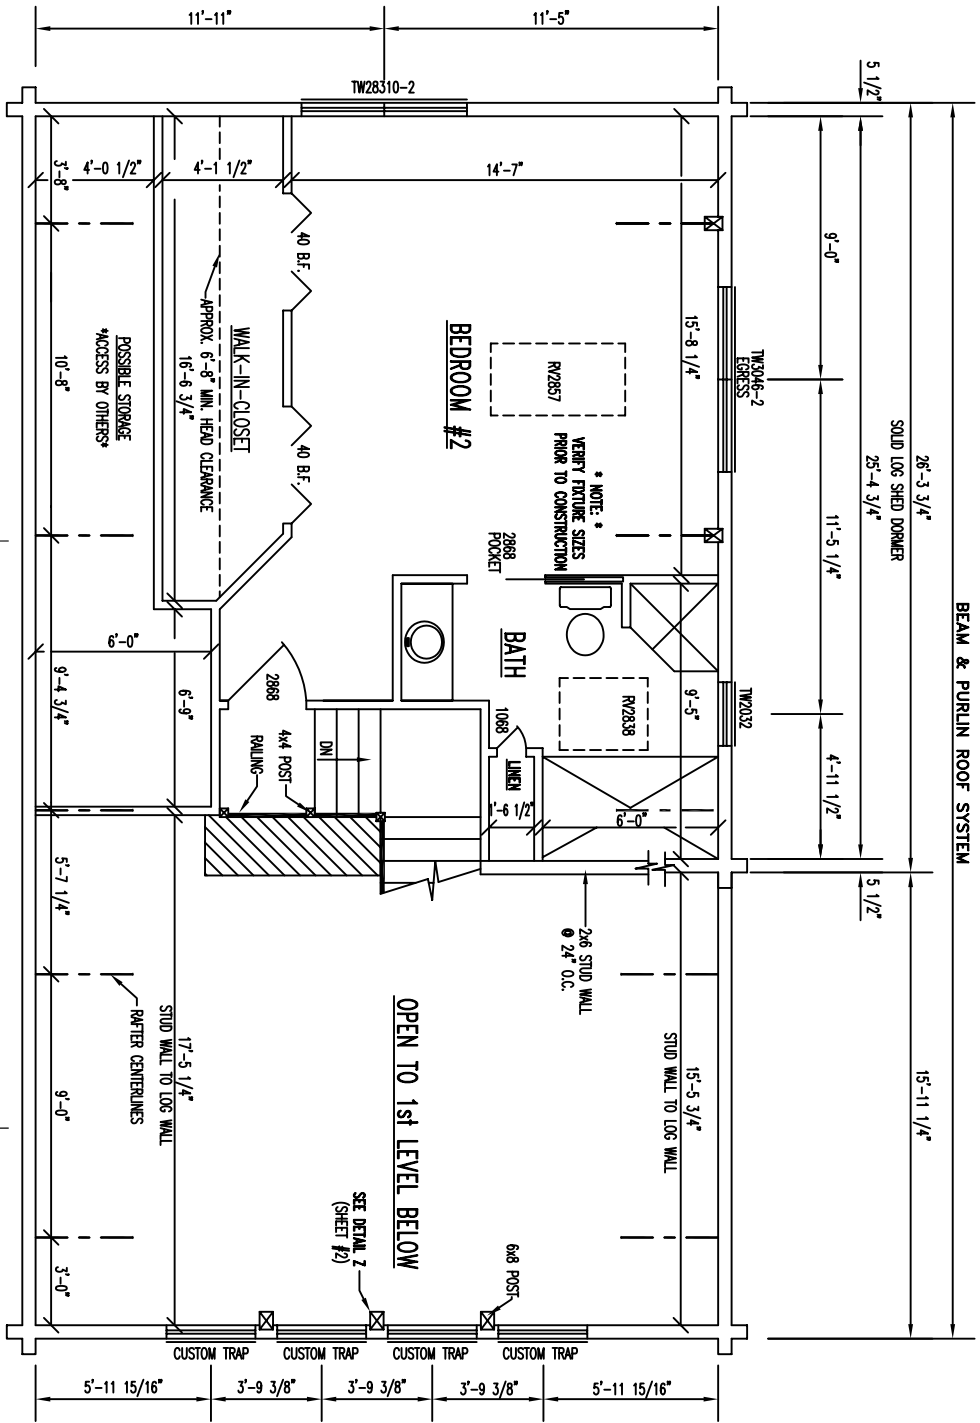 BEAM & PURLIN ROOF SYSTEM
26'-3 3/4"
15'-11 1/4"
SOLID LOG SHED DORMER
5 1/2"
25'-4 3/4"
5 1/2"
9'-0"
11'-5 1/4"
4'-11 1/2"
TW3046-2
EGRESS
TW2032
15'-8 1/4"
9'-5"
15'-5 3/4"
STUD WALL TO LOG WALL
11'-11"
11'-5"
TW28310-2
14'-7"
4'-1 1/2"
4'-0 1/2"
RV2857
RV2838
BEDROOM #2
* NOTE: *
VERIFY FIXTURE SIZES
PRIOR TO CONSTRUCTION
2868
POCKET
BATH
1068
LINEN
1'-6 1/2"
6'-0"
2x6 STUD WALL
@ 24" O.C.
OPEN TO 1st LEVEL BELOW
6x8 POST
SEE DETAIL Z
(SHEET #2)
40 B.F.
40 B.F.
WALK-IN-CLOSET
APPROX. 6'-8" MIN. HEAD CLEARANCE
16'-6 3/4"
2868
DN
4x4 POST
RAILING
6'-9"
6'-0"
17'-5 1/4"
STUD WALL TO LOG WALL
RAFTER CENTERLINES
POSSIBLE STORAGE
*ACCESS BY OTHERS*
3'-8"
10'-8"
9'-4 3/4"
5'-7 1/4"
9'-0"
3'-0"
CUSTOM TRAP
CUSTOM TRAP
CUSTOM TRAP
CUSTOM TRAP
5'-11 15/16"
3'-9 3/8"
3'-9 3/8"
3'-9 3/8"
5'-11 15/16"